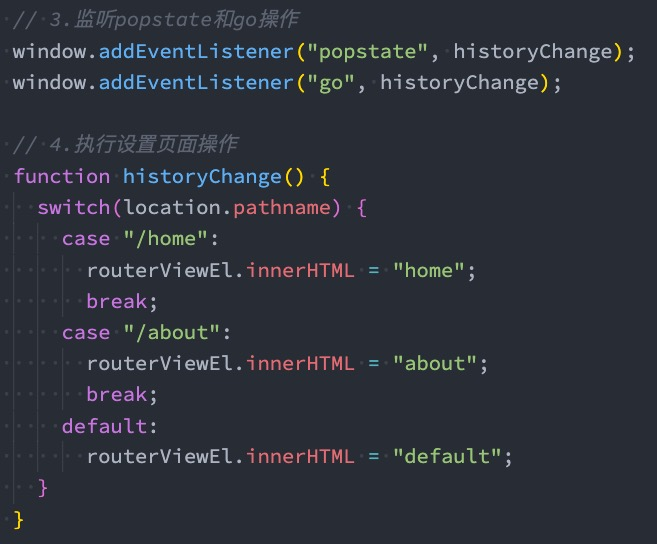 // 3.监听popstate和go操作
window.addEventListener("popstate", historyChange);
window.addEventListener("go", historyChange);

// 4.执行设置页面操作
function historyChange() {
  switch(location.pathname) {
    case "/home":
      routerViewEl.innerHTML = "home";
      break;
    case "/about":
      routerViewEl.innerHTML = "about";
      break;
    default:
      routerViewEl.innerHTML = "default";
  }
}